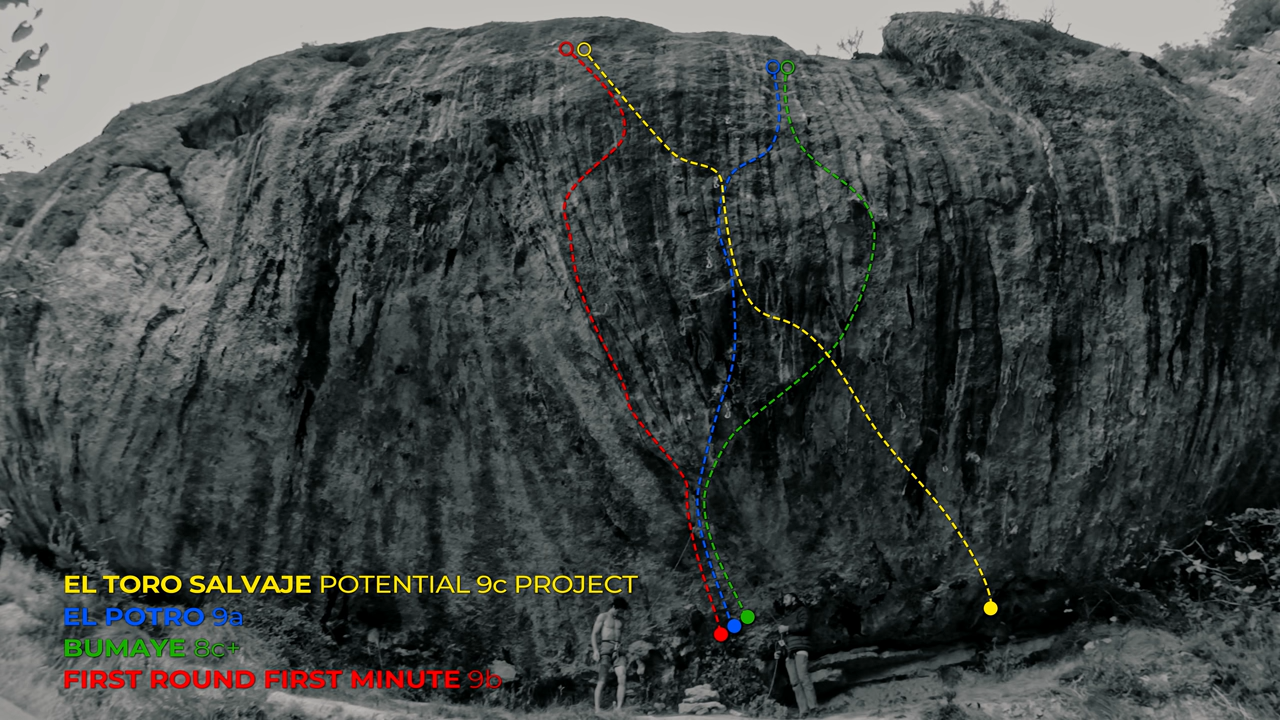 EL TORO SALVAJE POTENTIAL 9c PROJECT
EL POTRO 9a
BUMAYE 8c+
FIRST ROUND FIRST MINUTE 9b